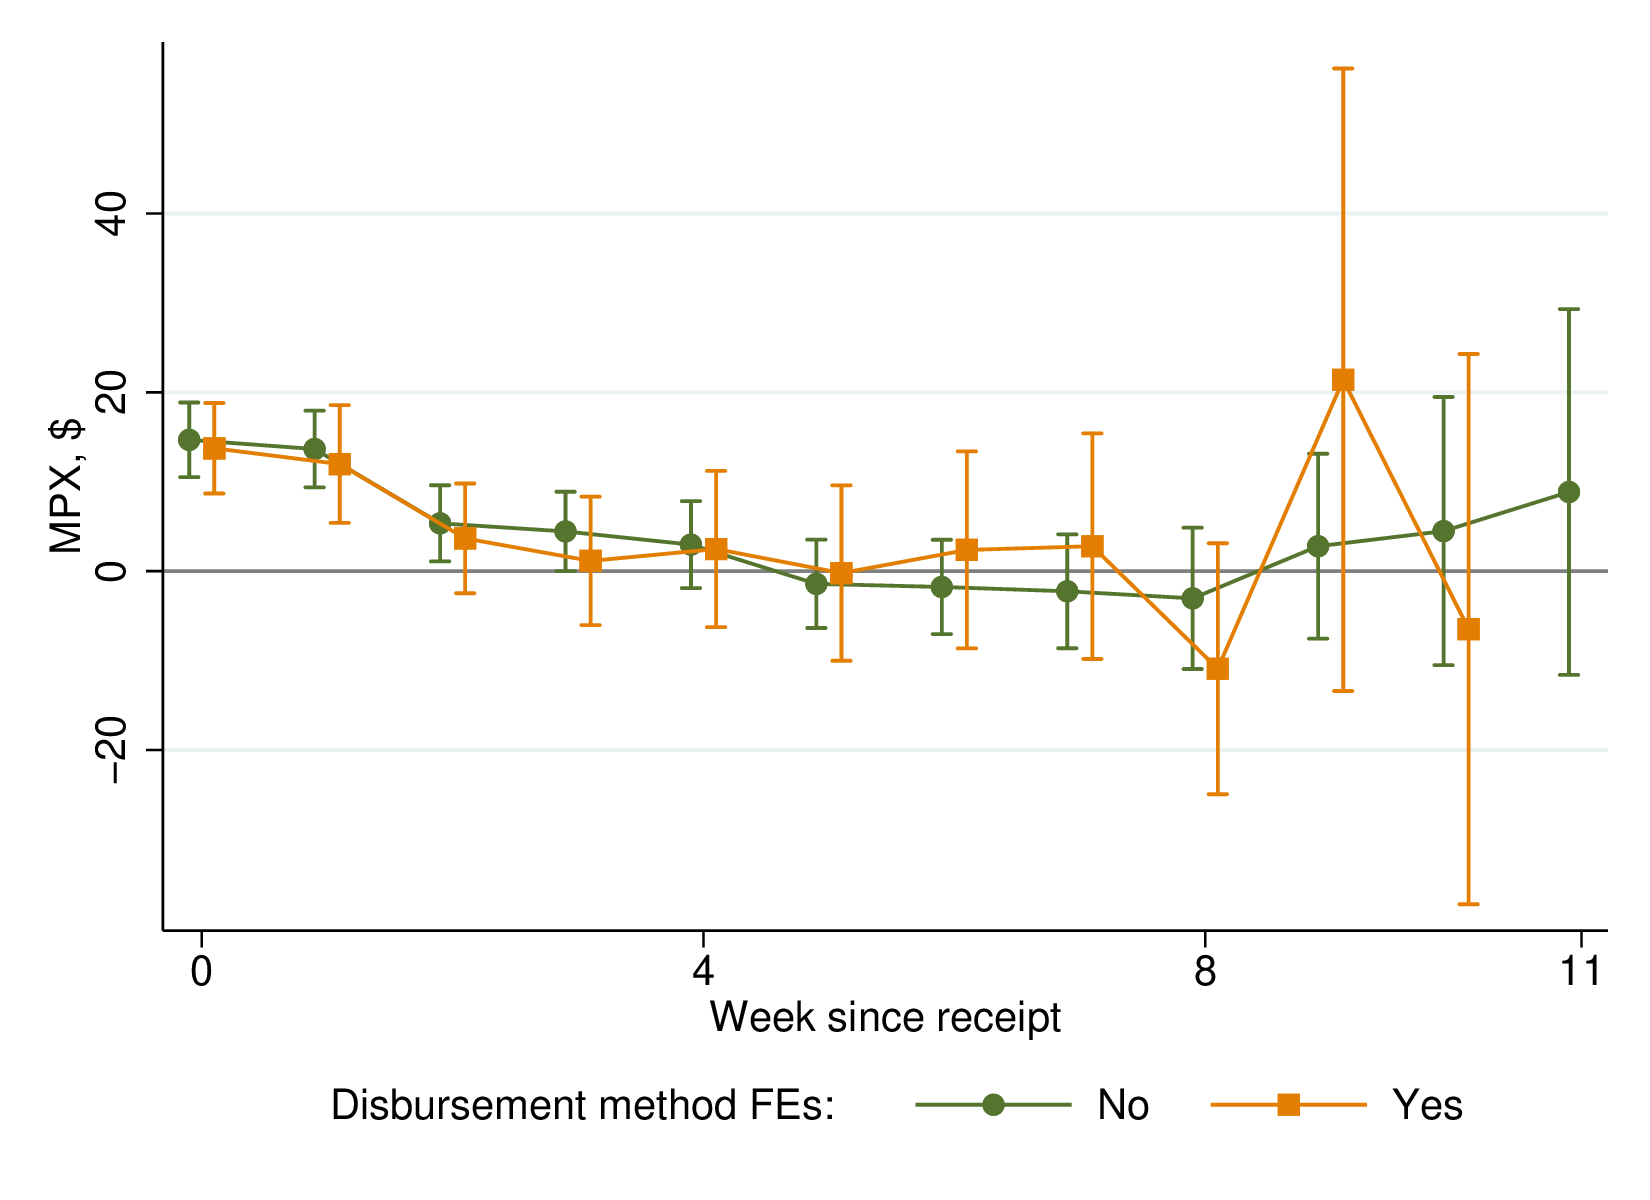 MPX, $
40
20
0
−20
0 4 8 11
Week since receipt
Disbursement method FEs: No Yes